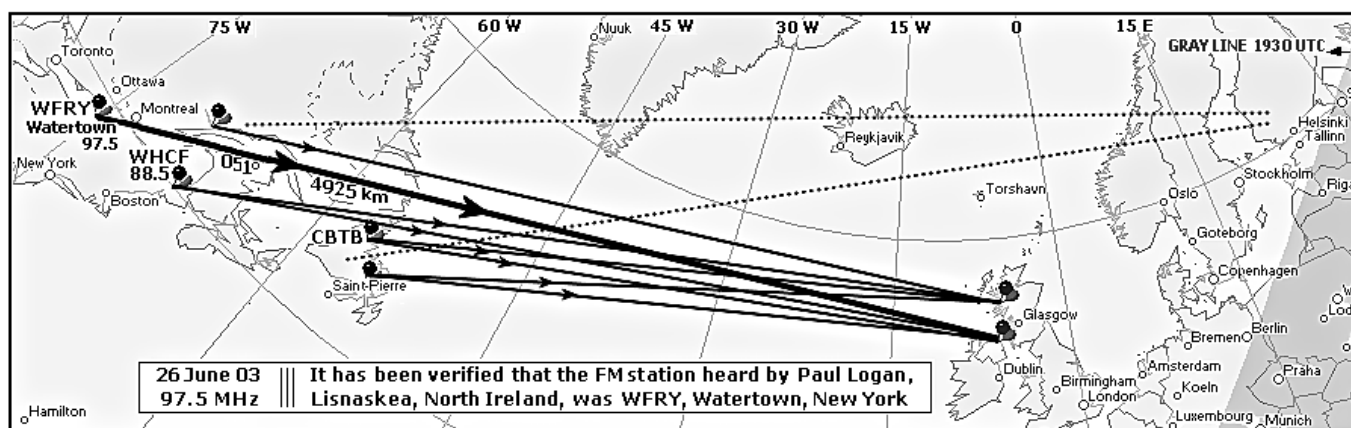 75 W
60 W
45 W
30 W
15 W
0
15 E
Nuuk
GRAY LINE 1930 UTC
Toronto
Ottawa
WFRY
Montreal
Watertown
97.5
Reykjavik
Helsinki
Tallinn
New York
WHCF
88.5
051°
4925 km
Boston
Torshavn
Stockholm
Riga
Oslo
CBTB
Goteborg
Saint-Pierre
Copenhagen
Glasgow
Berlin
Bremen
Dublin
Amsterdam
Praha
Birmingham
Koeln
London
Hamilton
Luxembourg
Munich
26 June 03
97.5 MHz
It has been verified that the FM station heard by Paul Logan,
Lisnaskea, North Ireland, was WFRY, Watertown, New York